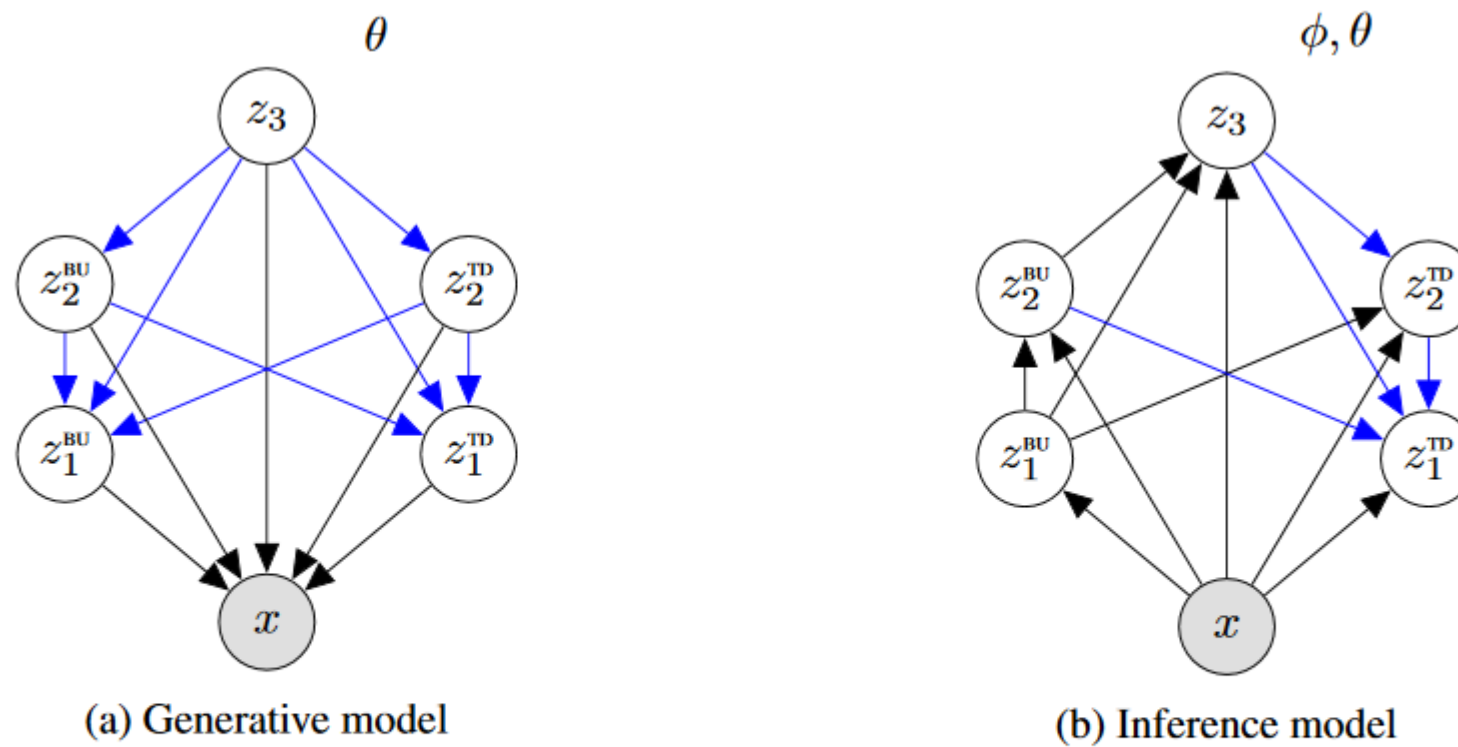 θ
ϕ, θ
z₃
z₃
z₂ᴮᵁ
z₂ᵀᴰ
z₂ᴮᵁ
z₂ᵀᴰ
z₁ᴮᵁ
z₁ᵀᴰ
z₁ᴮᵁ
z₁ᵀᴰ
x
x
(a) Generative model
(b) Inference model